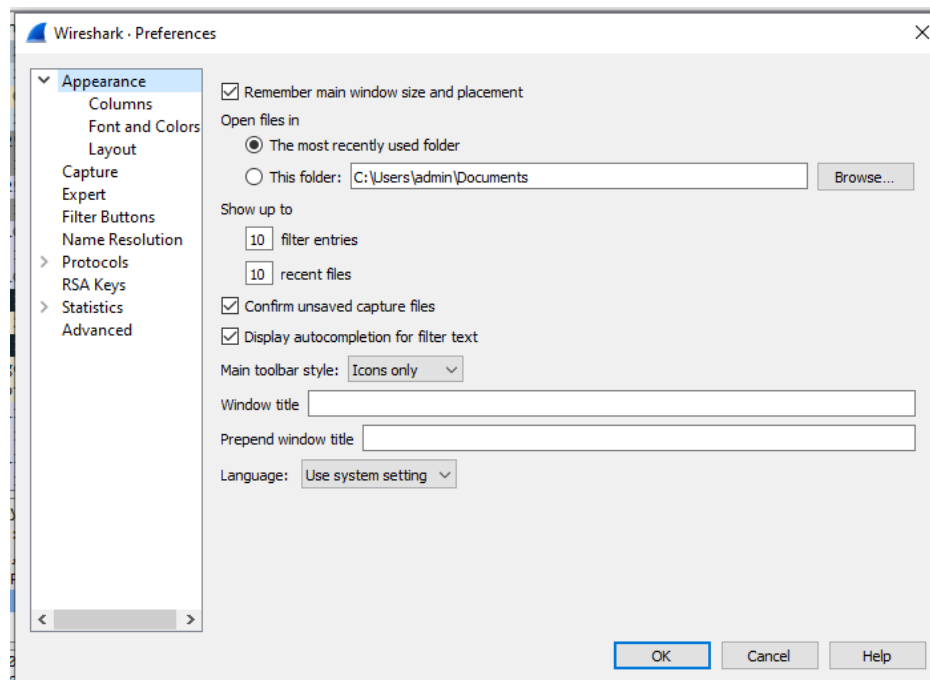 Wireshark · Preferences
Appearance
Columns
Font and Colors
Layout
Capture
Expert
Filter Buttons
Name Resolution
Protocols
RSA Keys
Statistics
Advanced
Remember main window size and placement
Open files in
The most recently used folder
This folder: C:\Users\admin\Documents Browse...
Show up to
10 filter entries
10 recent files
Confirm unsaved capture files
Display autocompletion for filter text
Main toolbar style: Icons only
Window title
Prepend window title
Language: Use system setting
OK Cancel Help